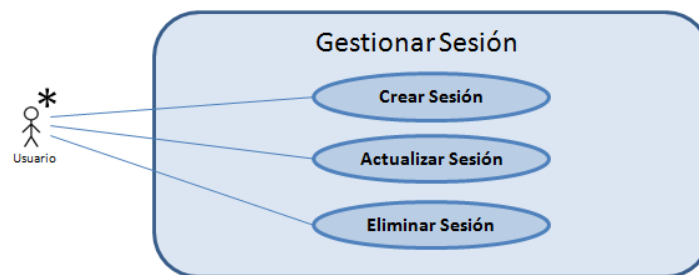 Gestionar Sesión
*
Crear Sesión
Usuario
Actualizar Sesión
Eliminar Sesión